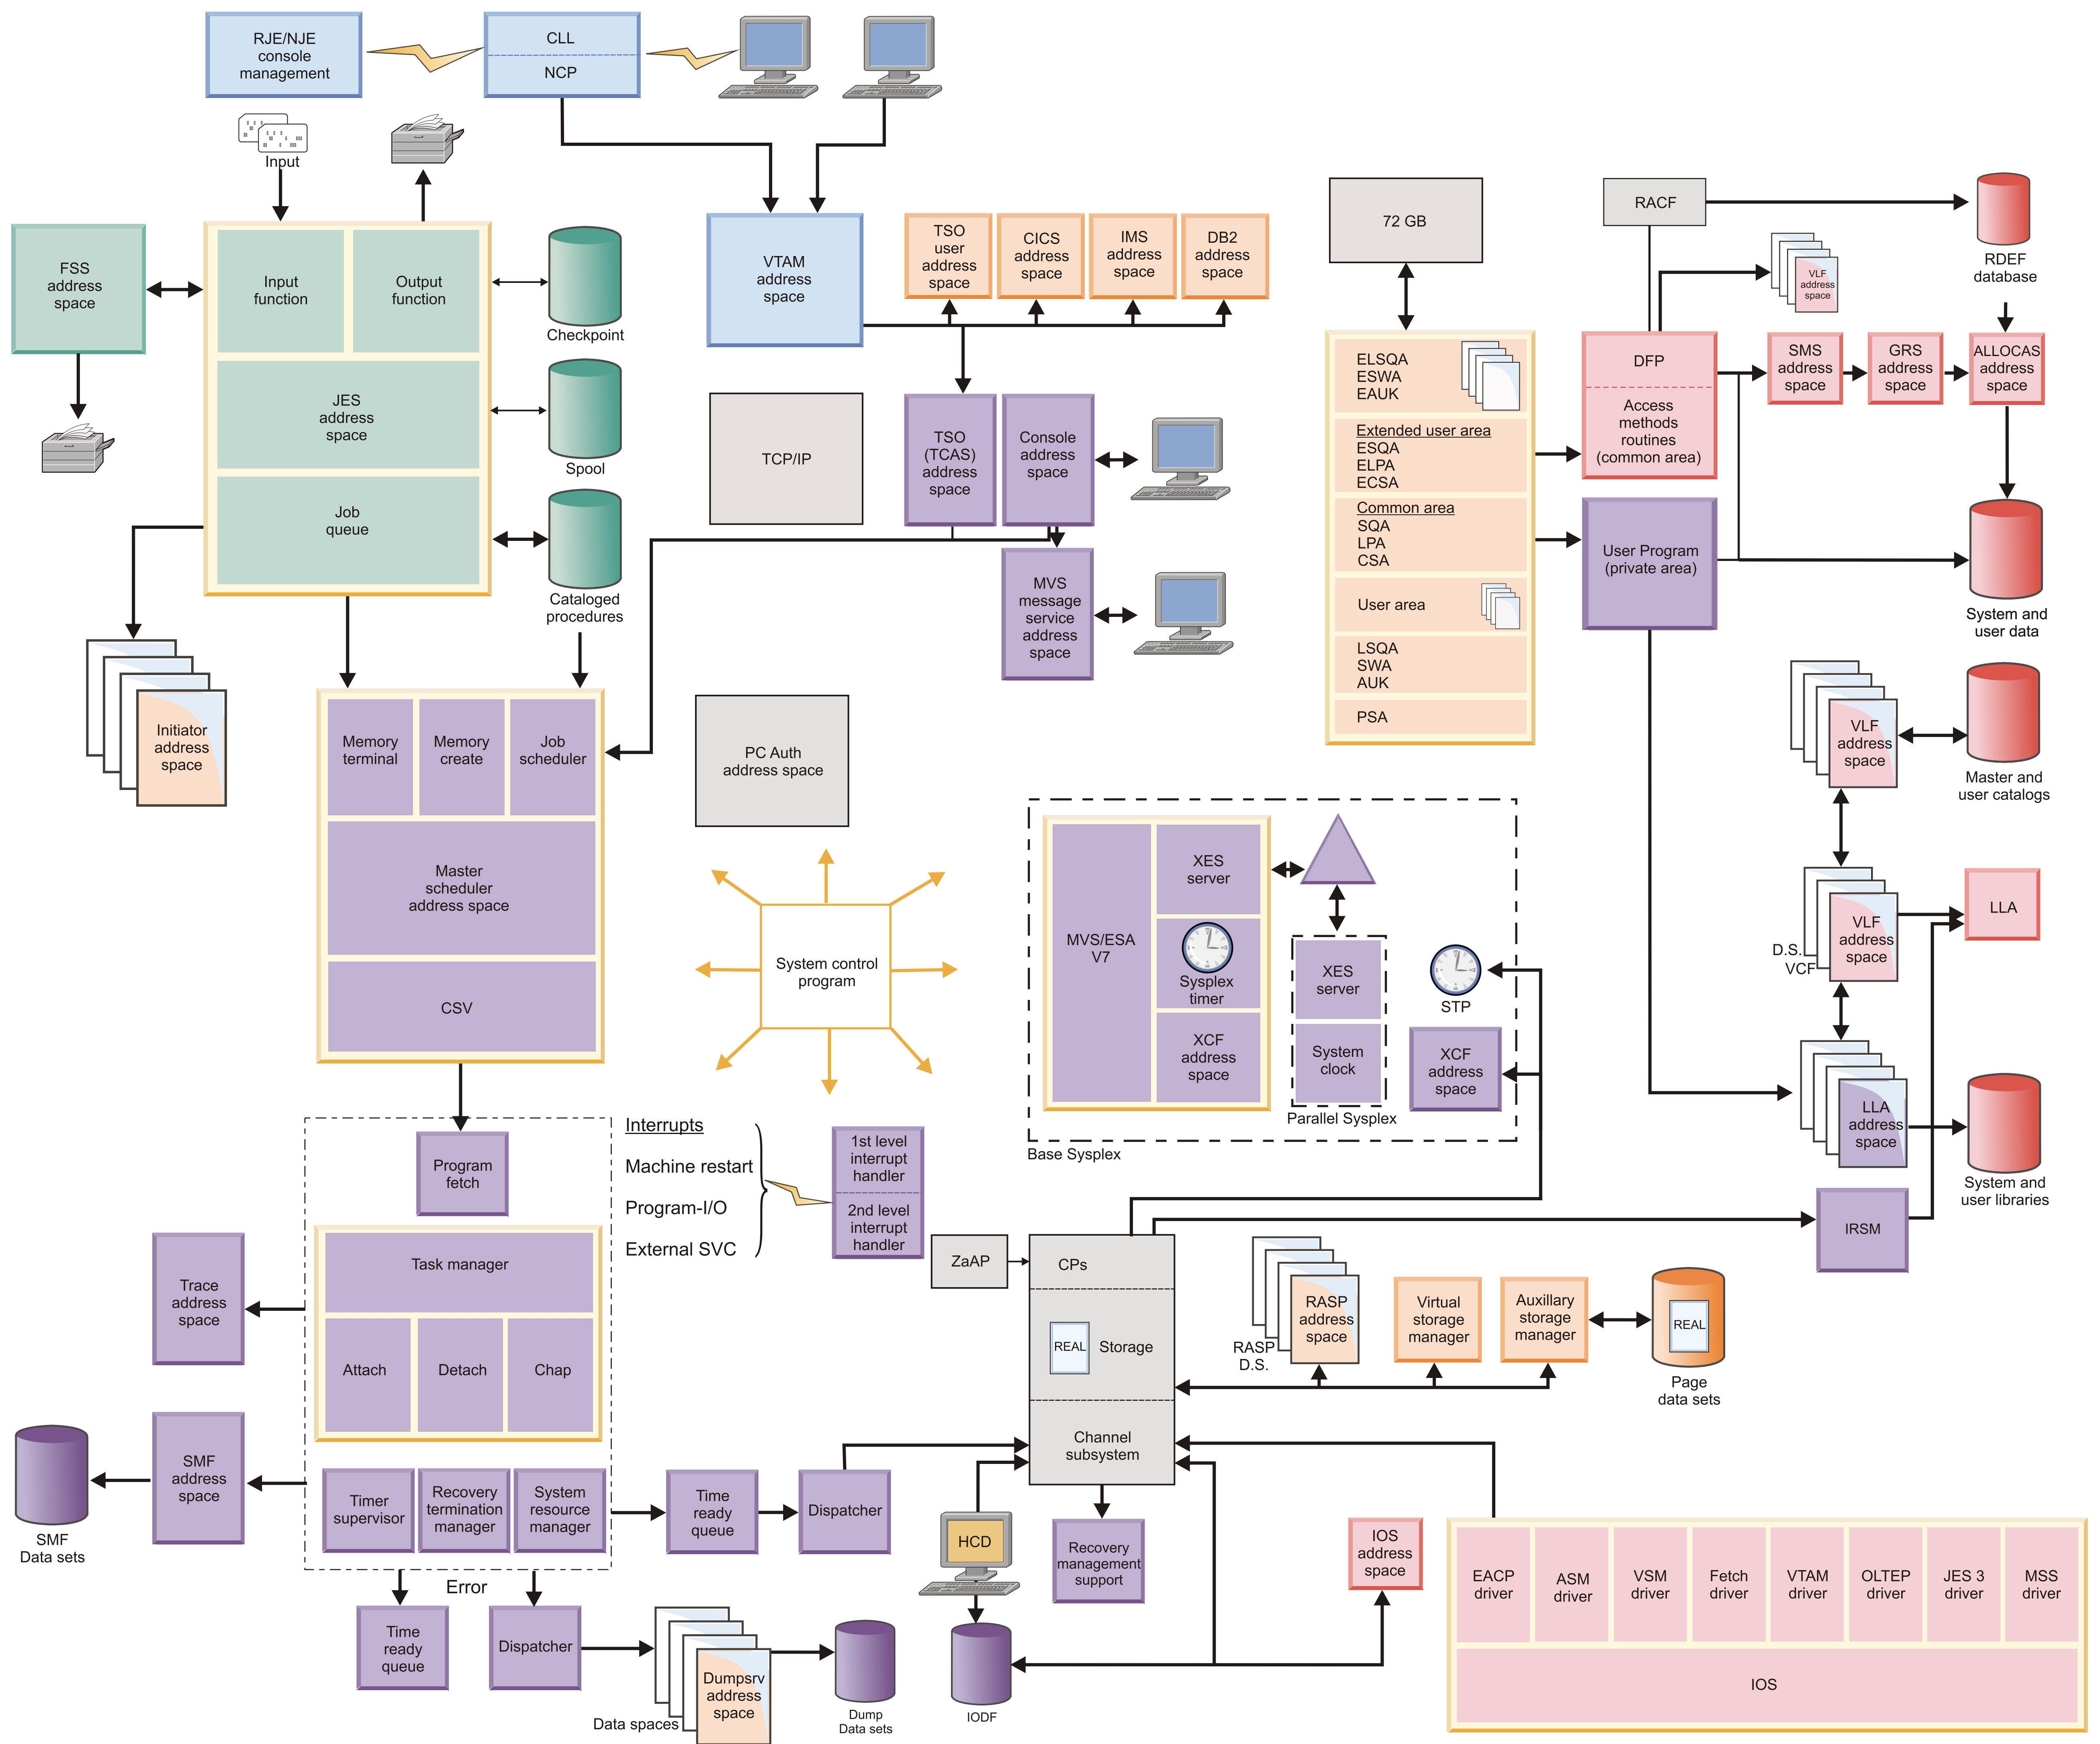 RJE/NJE
console
management
CLL
NCP
Input
FSS
address
space
Input
function
Output
function
JES
address
space
Job
queue
Checkpoint
Spool
Cataloged
procedures
Initiator
address
space
VTAM
address
space
TSO
user
address
space
CICS
address
space
IMS
address
space
DB2
address
space
TCP/IP
TSO
(TCAS)
address
space
Console
address
space
MVS
message
service
address
space
72 GB
ELSQA
ESWA
EAUK
Extended user area
ESQA
ELPA
ECSA
Common area
SQA
LPA
CSA
User area
LSQA
SWA
AUK
PSA
RACF
RDEF
database
VLF
address
space
DFP
Access
methods
routines
(common area)
SMS
address
space
GRS
address
space
ALLOCAS
address
space
User Program
(private area)
System and
user data
VLF
address
space
Master and
user catalogs
D.S.
VCF
VLF
address
space
LLA
LLA
address
space
System and
user libraries
IRSM
Memory
terminal
Memory
create
Job
scheduler
Master
scheduler
address space
CSV
PC Auth
address space
System control
program
MVS/ESA
V7
XES
server
Sysplex
timer
XCF
address
space
XES
server
System
clock
Parallel Sysplex
STP
XCF
address
space
Base Sysplex
Program
fetch
Interrupts
Machine restart
Program-I/O
External SVC
1st level
interrupt
handler
2nd level
interrupt
handler
Task manager
Attach
Detach
Chap
Trace
address
space
SMF
address
space
SMF
Data sets
Timer
supervisor
Recovery
termination
manager
System
resource
manager
Time
ready
queue
Dispatcher
Error
Time
ready
queue
Dispatcher
Data spaces
Dumpsrv
address
space
Dump
Data sets
ZaAP
CPs
REAL
Storage
Channel
subsystem
HCD
IODF
Recovery
management
support
RASP
D.S.
RASP
address
space
Virtual
storage
manager
Auxillary
storage
manager
REAL
Page
data sets
IOS
address
space
EACP
driver
ASM
driver
VSM
driver
Fetch
driver
VTAM
driver
OLTEP
driver
JES 3
driver
MSS
driver
IOS